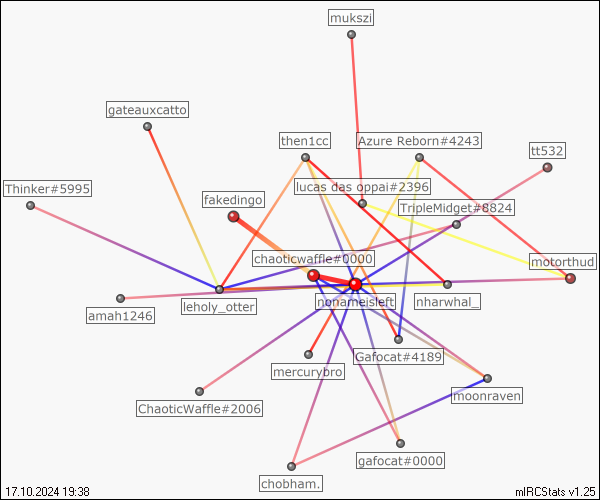 mukszi
gateauxcatto
then1cc
Azure Reborn#4243
tt532
Thinker#5995
lucas das oppai#2396
fakedingo
TripleMidget#8824
chaoticwaffle#0000
motorthud
amah1246
leholy_otter
nonameisleft
nharwhal_
Gafocat#4189
mercurybro
moonraven
ChaoticWaffle#2006
gafocat#0000
chobham.
17.10.2024 19:38
mIRCStats v1.25